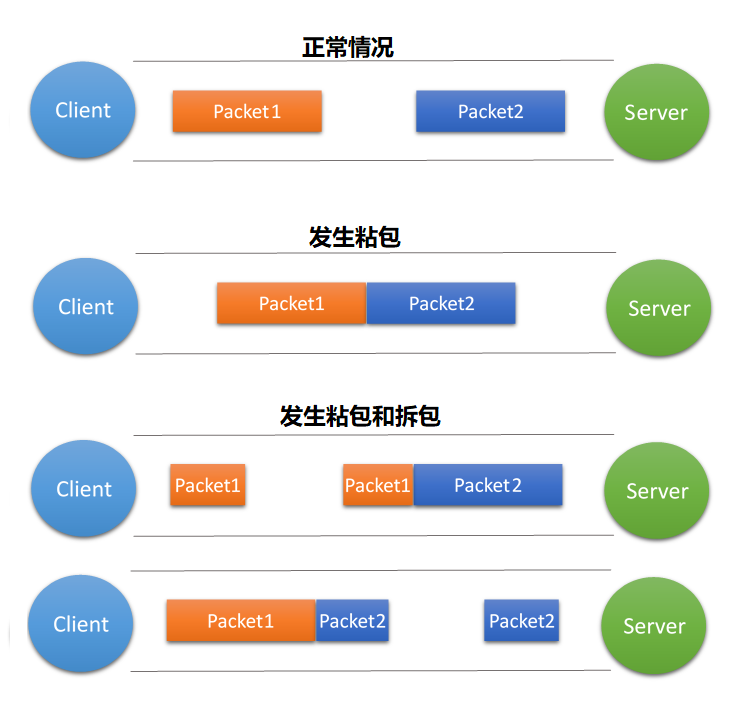 正常情况
Client Packet1 Packet2 Server
发生粘包
Client Packet1 Packet2 Server
发生粘包和拆包
Client Packet1 Packet1 Packet2 Server
Client Packet1 Packet2 Packet2 Server